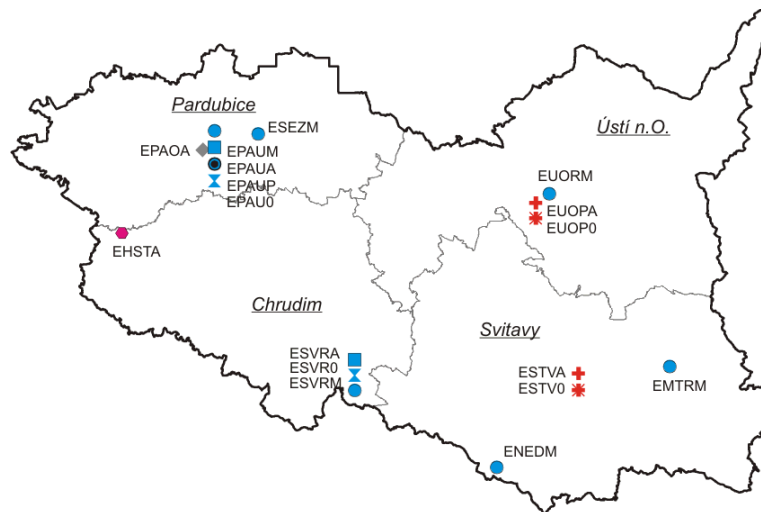 Pardubice
ESEZM
EPAOA
EPAUM
EPAUA
EPAUP
EPAU0
EHSTA
Ústí n.O.
EUORM
EUOPA
EUOP0
Chrudim
ESVRA
ESVR0
ESVRM
Svitavy
ESTVA
ESTV0
EMTRM
ENEDM